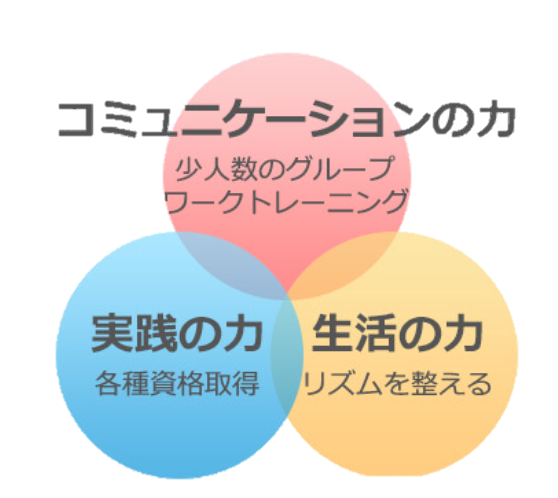 コミュニケーションの力
少人数のグループ
ワークトレーニング
実践の力
各種資格取得
生活の力
リズムを整える